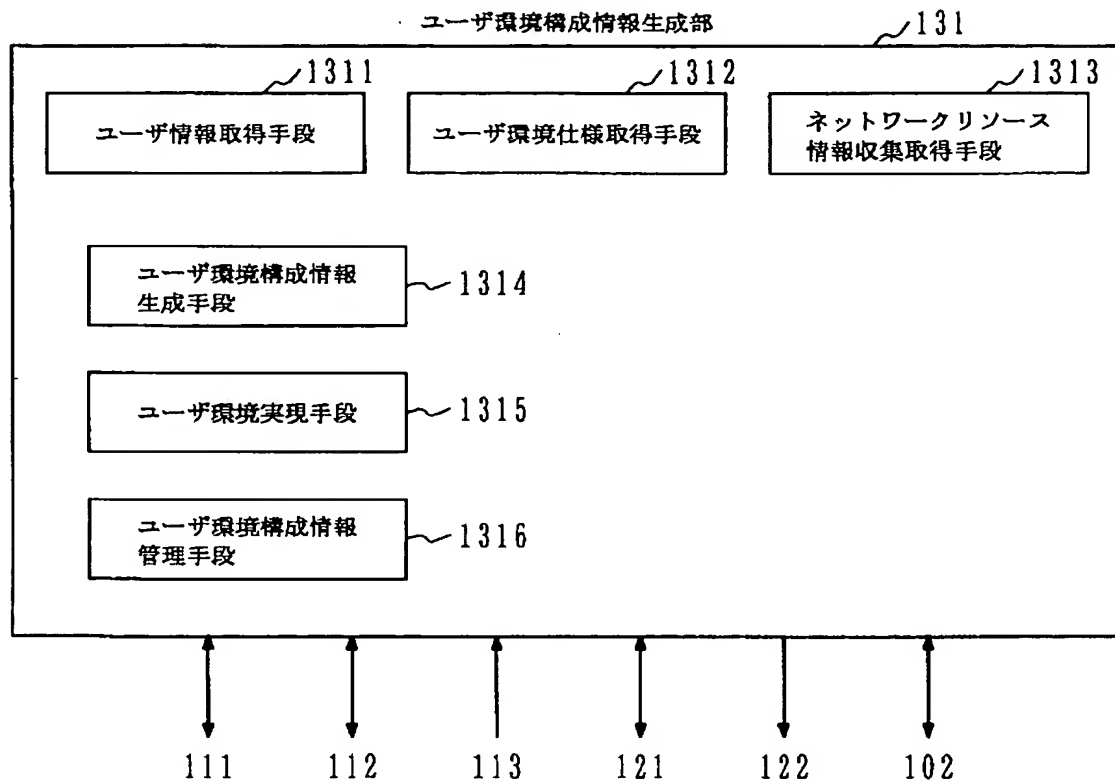 ユーザ環境構成情報生成部
131
1311
1312
1313
ユーザ情報取得手段
ユーザ環境仕様取得手段
ネットワークリソース
情報収集取得手段
ユーザ環境構成情報
生成手段
1314
ユーザ環境実現手段
1315
ユーザ環境構成情報
管理手段
1316
111
112
113
121
122
102